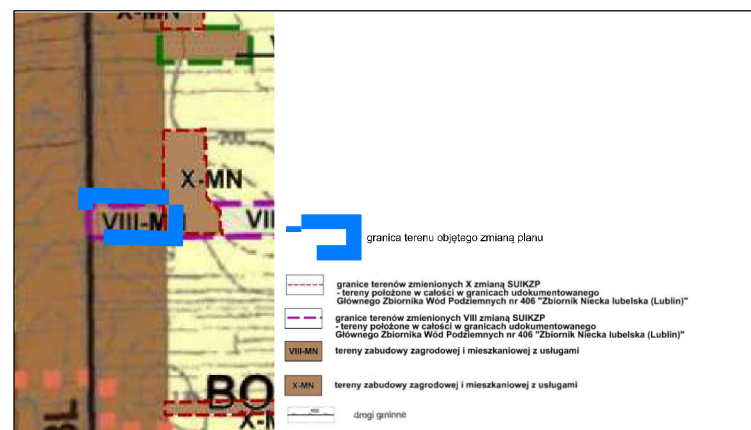 X-MN
V
200
X-MN
VIII-MN
VII
BO
X-M
BL
granica terenu objętego zmianą planu
granice terenów zmienionych X zmianą SUIKZP
- tereny położone w całości w granicach udokumentowanego
Głównego Zbiornika Wód Podziemnych nr 406 "Zbiornik Niecka lubelska (Lublin)"
granice terenów zmienionych VIII zmianą SUIKZP
- tereny położone w całości w granicach udokumentowanego
Głównego Zbiornika Wód Podziemnych nr 406 "Zbiornik Niecka lubelska (Lublin)"
VIII-MN tereny zabudowy zagrodowej i mieszkaniowej z usługami
X-MN tereny zabudowy zagrodowej i mieszkaniowej z usługami
drogi gminne